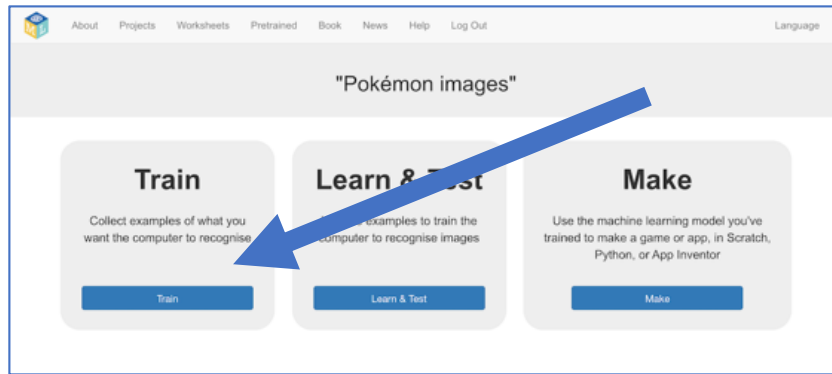 About Projects Worksheets Pretrained Book News Help Log Out Language
"Pokémon images"
Train
Collect examples of what you
want the computer to recognise
Train
Learn & Test
examples to train the
computer to recognise images
Learn & Test
Make
Use the machine learning model you've
trained to make a game or app, in Scratch,
Python, or App Inventor
Make